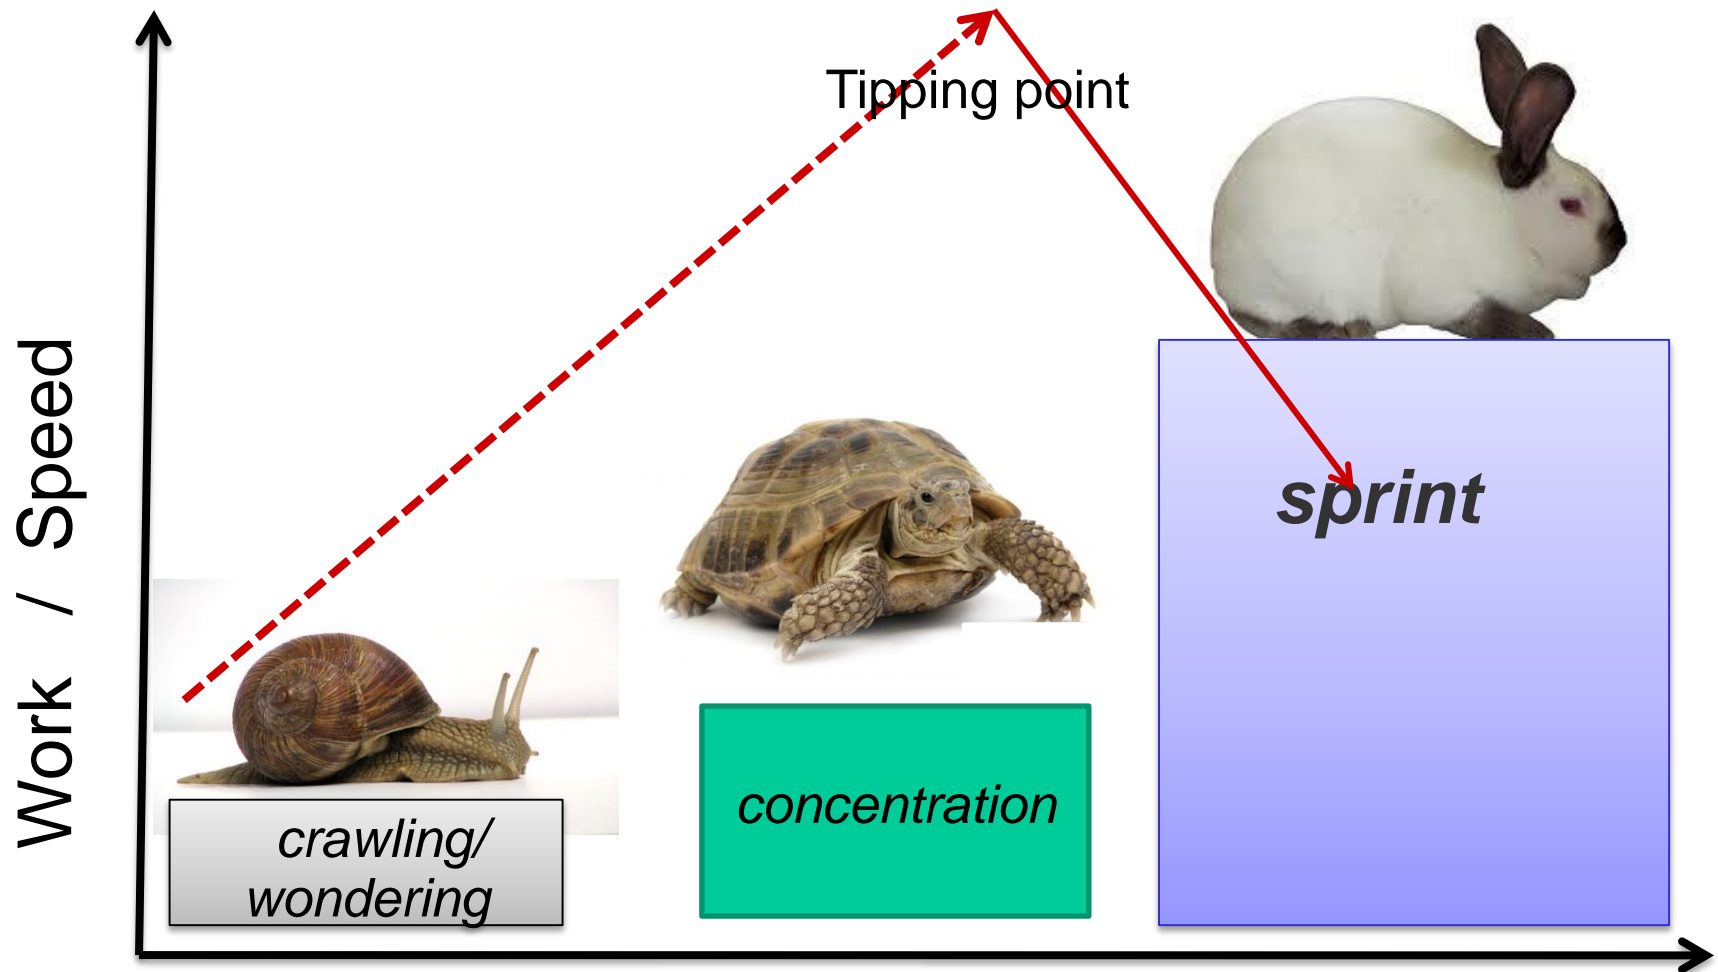 Tipping point
Work / Speed
sprint
concentration
crawling/
wondering